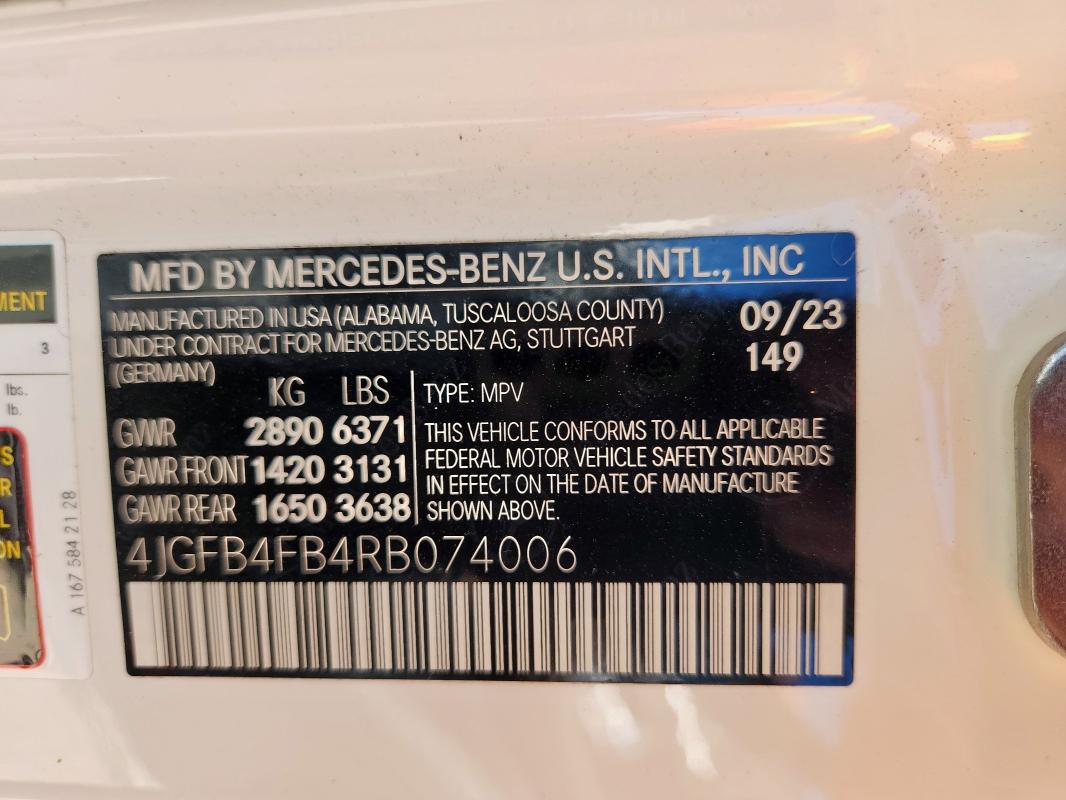 MFD BY MERCEDES-BENZ U.S. INTL., INC
MANUFACTURED IN USA (ALABAMA, TUSCALOOSA COUNTY)
UNDER CONTRACT FOR MERCEDES-BENZ AG, STUTTGART
(GERMANY)
09/23
149
KG LBS
GVWR 2890 6371
GAWR FRONT 1420 3131
GAWR REAR 1650 3638
TYPE: MPV
THIS VEHICLE CONFORMS TO ALL APPLICABLE
FEDERAL MOTOR VEHICLE SAFETY STANDARDS
IN EFFECT ON THE DATE OF MANUFACTURE
SHOWN ABOVE.
4JGFB4FB4RB074006
3
lbs.
lb.
A 167 584 21 28